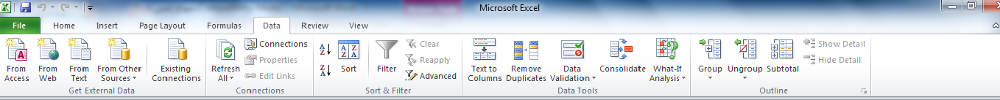 Microsoft Excel
File Home Insert Page Layout Formulas Data Review View
From Access
From Web
From Text
From Other Sources
Existing Connections
Get External Data
Refresh All
Connections
Properties
Edit Links
Connections
A Z
Z A
A Z Z A
Sort
Filter
Clear
Reapply
Advanced
Sort & Filter
Text to Columns
Remove Duplicates
Data Validation
Consolidate
What-If Analysis
Data Tools
Group
Ungroup
Subtotal
Show Detail
Hide Detail
Outline